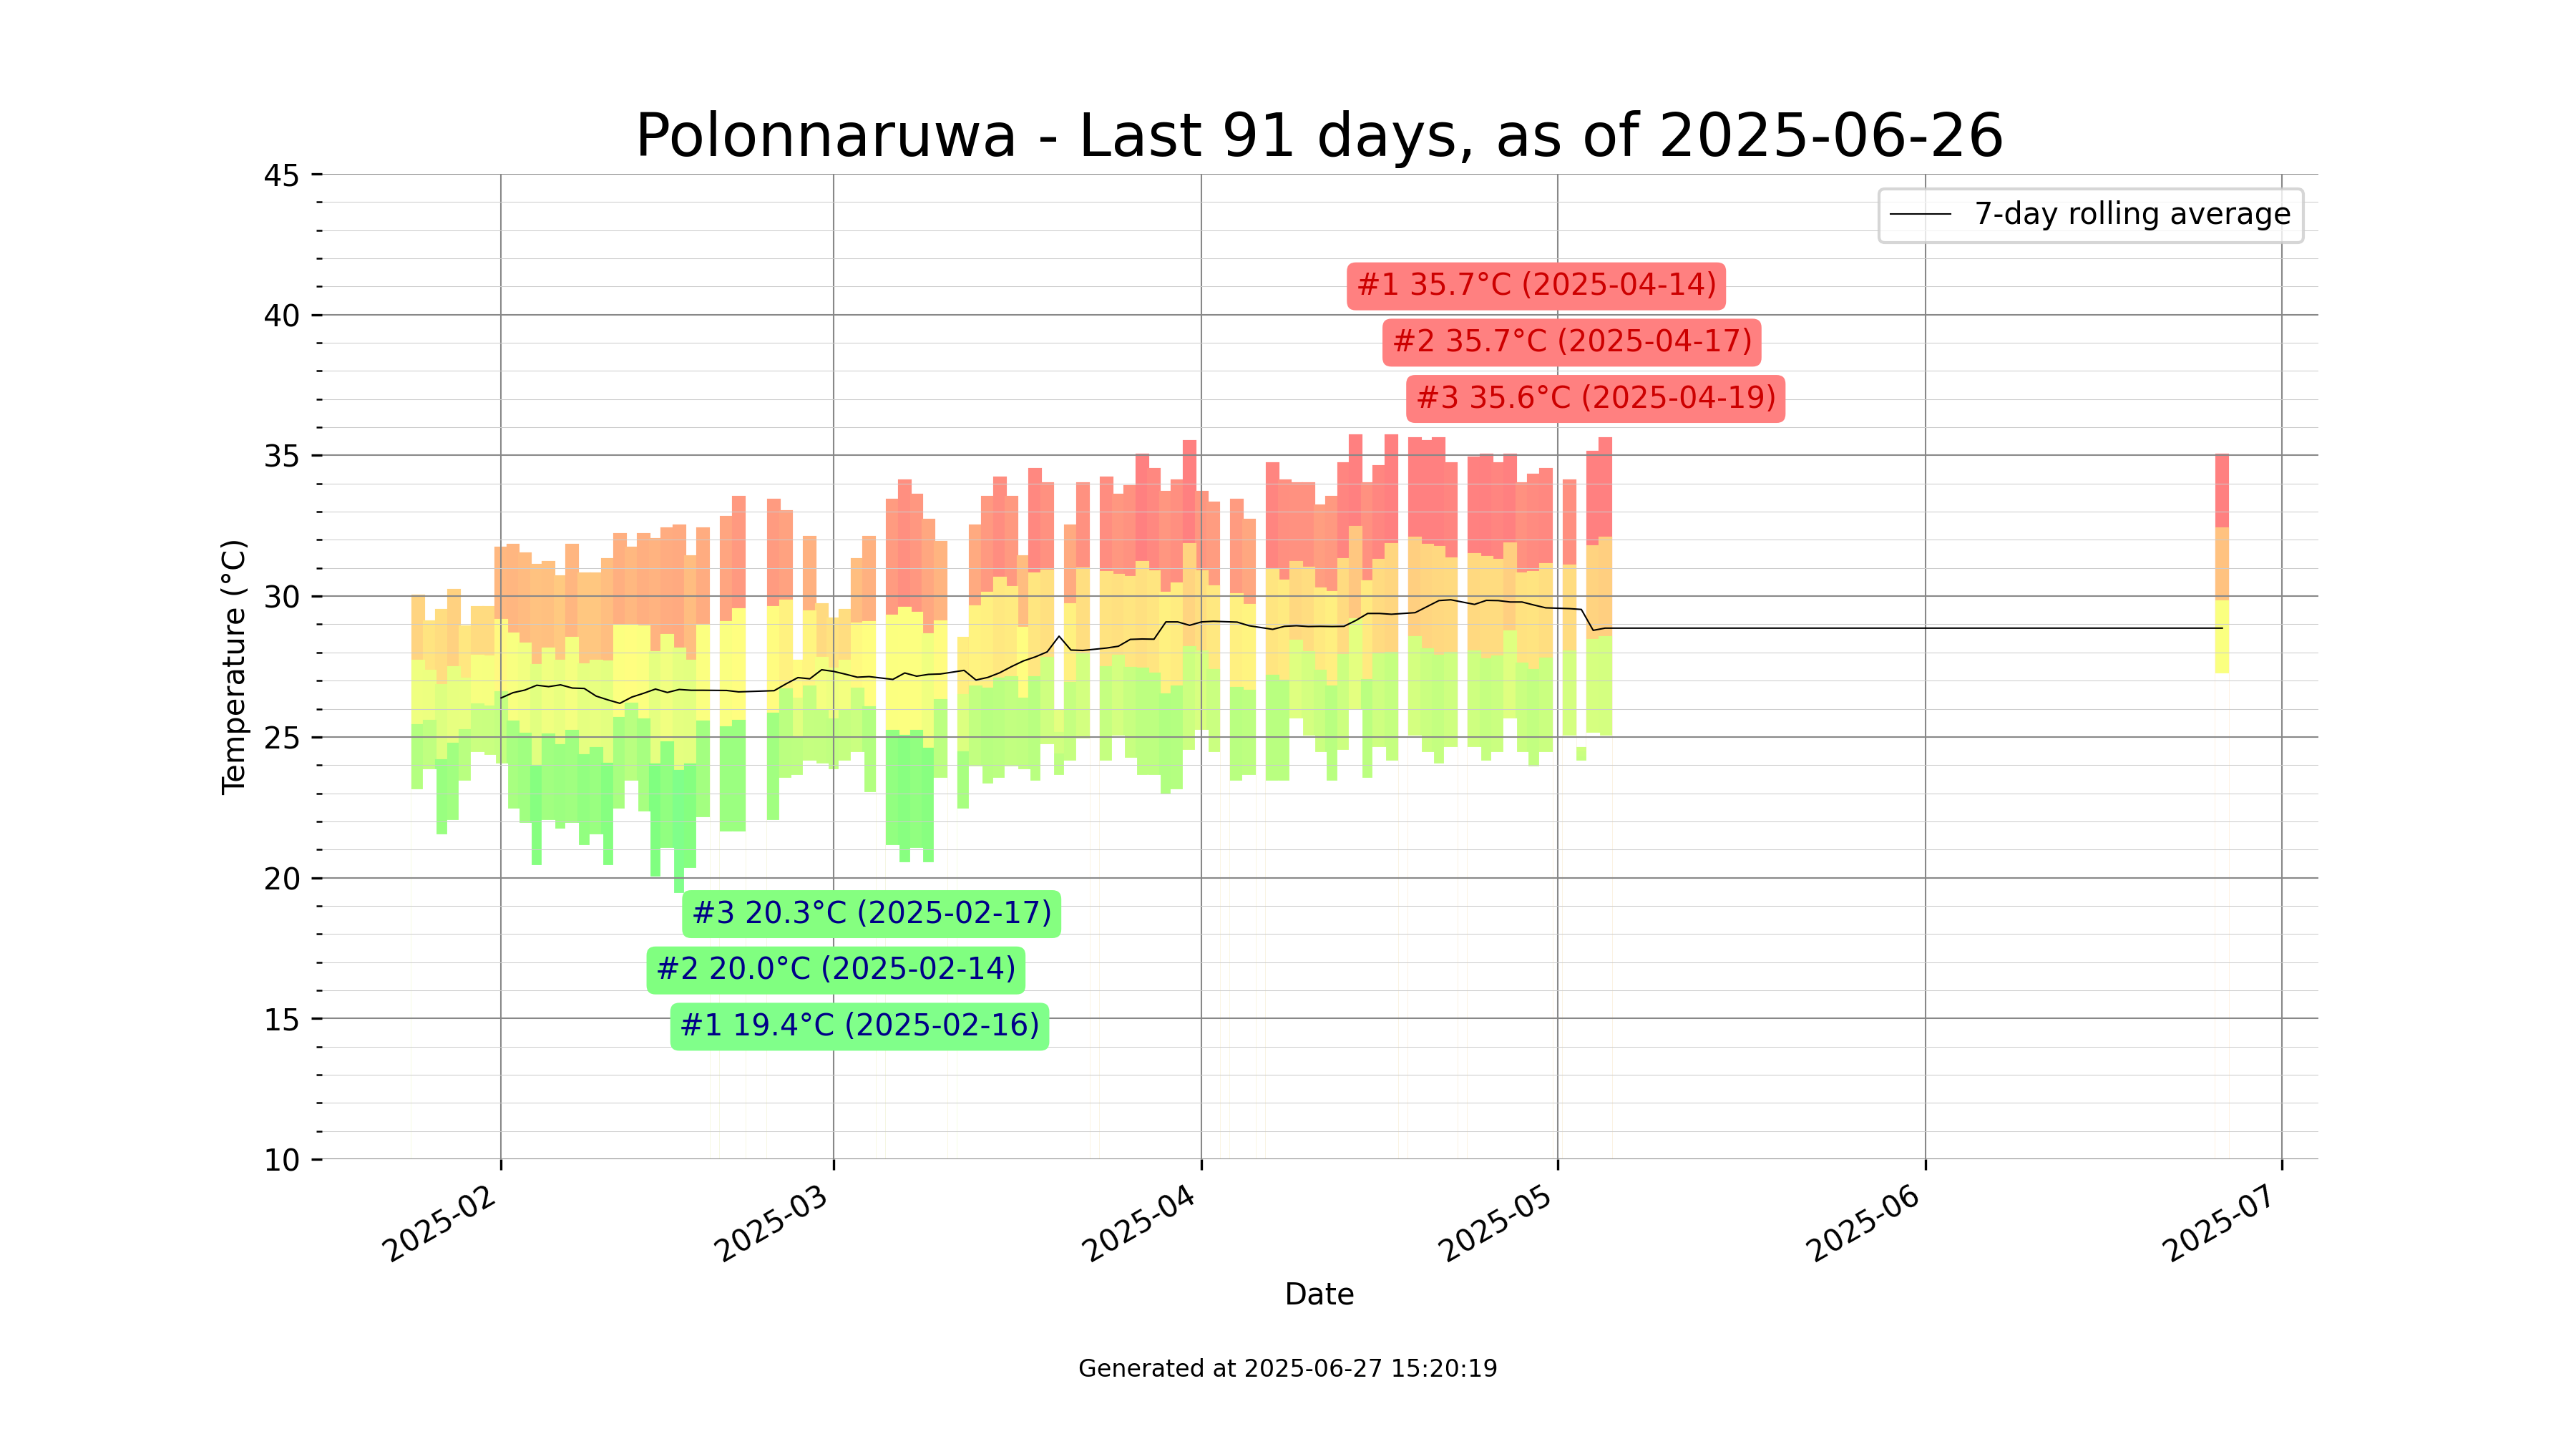 Polonnaruwa - Last 91 days, as of 2025-06-26
7-day rolling average
45
40
35
30
25
20
15
10
Temperature (°C)
#1 35.7°C (2025-04-14)
#2 35.7°C (2025-04-17)
#3 35.6°C (2025-04-19)
#3 20.3°C (2025-02-17)
#2 20.0°C (2025-02-14)
#1 19.4°C (2025-02-16)
2025-02
2025-03
2025-04
2025-05
2025-06
2025-07
Date
Generated at 2025-06-27 15:20:19